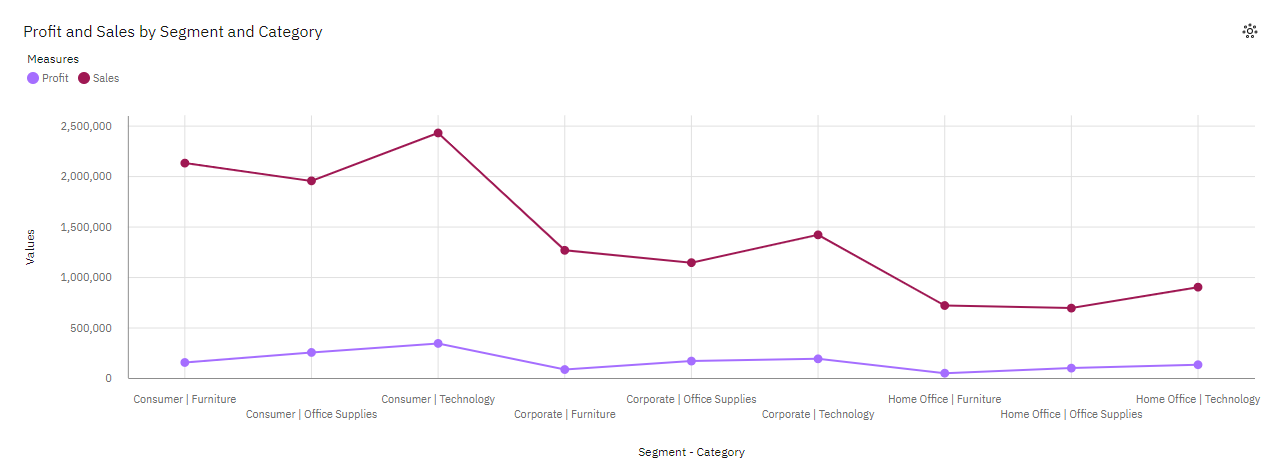 Profit and Sales by Segment and Category
Measures
Profit Sales
2,500,000
2,000,000
1,500,000
1,000,000
500,000
0
Values
Consumer | Furniture
Consumer | Office Supplies
Consumer | Technology
Corporate | Furniture
Corporate | Office Supplies
Corporate | Technology
Home Office | Furniture
Home Office | Office Supplies
Home Office | Technology
Segment - Category